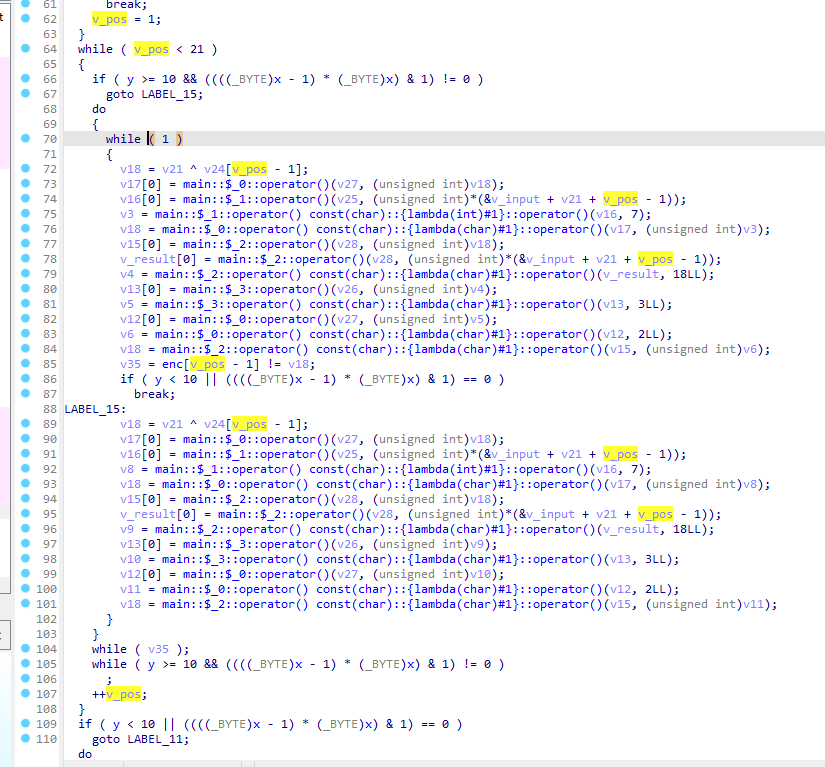 61 break;
62 v_pos = 1;
63 }
64 while ( v_pos < 21 )
65 {
66 if ( y >= 10 && ((((_BYTE)x - 1) * (_BYTE)x) & 1) != 0 )
67 goto LABEL_15;
68 do
69 {
70 while ( 1 )
71 {
72 v18 = v21 ^ v24[v_pos - 1];
73 v17[0] = main::$_0::operator()(v27, (unsigned int)v18);
74 v16[0] = main::$_1::operator()(v25, (unsigned int)*(&v_input + v21 + v_pos - 1));
75 v3 = main::$_1::operator() const(char)::{lambda(int)#1}::operator()(v16, 7);
76 v18 = main::$_0::operator() const(char)::{lambda(char)#1}::operator()(v17, (unsigned int)v3);
77 v15[0] = main::$_2::operator()(v28, (unsigned int)v18);
78 v_result[0] = main::$_2::operator()(v28, (unsigned int)*(&v_input + v21 + v_pos - 1));
79 v4 = main::$_2::operator() const(char)::{lambda(char)#1}::operator()(v_result, 18LL);
80 v13[0] = main::$_3::operator()(v26, (unsigned int)v4);
81 v5 = main::$_3::operator() const(char)::{lambda(char)#1}::operator()(v13, 3LL);
82 v12[0] = main::$_0::operator()(v27, (unsigned int)v5);
83 v6 = main::$_0::operator() const(char)::{lambda(char)#1}::operator()(v12, 2LL);
84 v18 = main::$_2::operator() const(char)::{lambda(char)#1}::operator()(v15, (unsigned int)v6);
85 v35 = enc[v_pos - 1] != v18;
86 if ( y < 10 || ((((_BYTE)x - 1) * (_BYTE)x) & 1) == 0 )
87 break;
88 LABEL_15:
89 v18 = v21 ^ v24[v_pos - 1];
90 v17[0] = main::$_0::operator()(v27, (unsigned int)v18);
91 v16[0] = main::$_1::operator()(v25, (unsigned int)*(&v_input + v21 + v_pos - 1));
92 v8 = main::$_1::operator() const(char)::{lambda(int)#1}::operator()(v16, 7);
93 v18 = main::$_0::operator() const(char)::{lambda(char)#1}::operator()(v17, (unsigned int)v8);
94 v15[0] = main::$_2::operator()(v28, (unsigned int)v18);
95 v_result[0] = main::$_2::operator()(v28, (unsigned int)*(&v_input + v21 + v_pos - 1));
96 v9 = main::$_2::operator() const(char)::{lambda(char)#1}::operator()(v_result, 18LL);
97 v13[0] = main::$_3::operator()(v26, (unsigned int)v9);
98 v10 = main::$_3::operator() const(char)::{lambda(char)#1}::operator()(v13, 3LL);
99 v12[0] = main::$_0::operator()(v27, (unsigned int)v10);
100 v11 = main::$_0::operator() const(char)::{lambda(char)#1}::operator()(v12, 2LL);
101 v18 = main::$_2::operator() const(char)::{lambda(char)#1}::operator()(v15, (unsigned int)v11);
102 }
103 }
104 while ( v35 );
105 while ( y >= 10 && ((((_BYTE)x - 1) * (_BYTE)x) & 1) != 0 )
106 ;
107 ++v_pos;
108 }
109 if ( y < 10 || ((((_BYTE)x - 1) * (_BYTE)x) & 1) == 0 )
110 goto LABEL_11;
do